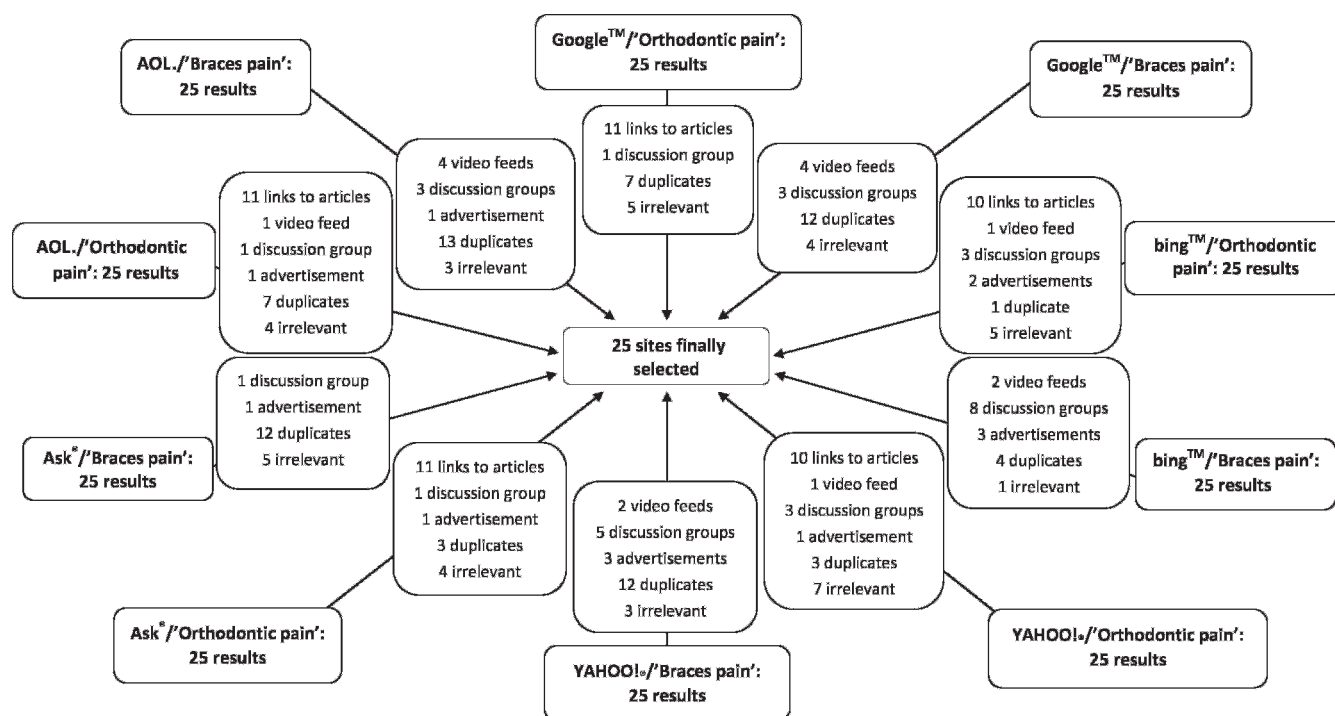 Google™/'Orthodontic pain':
25 results
11 links to articles
1 discussion group
7 duplicates
5 irrelevant
Google™/'Braces pain':
25 results
4 video feeds
3 discussion groups
12 duplicates
4 irrelevant
bing™/'Orthodontic
pain': 25 results
10 links to articles
1 video feed
3 discussion groups
2 advertisements
1 duplicate
5 irrelevant
bing™/'Braces pain':
25 results
2 video feeds
8 discussion groups
3 advertisements
4 duplicates
1 irrelevant
YAHOO!®/'Orthodontic pain':
25 results
10 links to articles
1 video feed
3 discussion groups
1 advertisement
3 duplicates
7 irrelevant
YAHOO!®/'Braces pain':
25 results
2 video feeds
5 discussion groups
3 advertisements
12 duplicates
3 irrelevant
Ask®/'Orthodontic pain':
25 results
11 links to articles
1 discussion group
1 advertisement
3 duplicates
4 irrelevant
Ask®/'Braces pain':
25 results
1 discussion group
1 advertisement
12 duplicates
5 irrelevant
AOL./'Orthodontic
pain': 25 results
11 links to articles
1 video feed
1 discussion group
1 advertisement
7 duplicates
4 irrelevant
AOL./'Braces pain':
25 results
4 video feeds
3 discussion groups
1 advertisement
13 duplicates
3 irrelevant
25 sites finally
selected